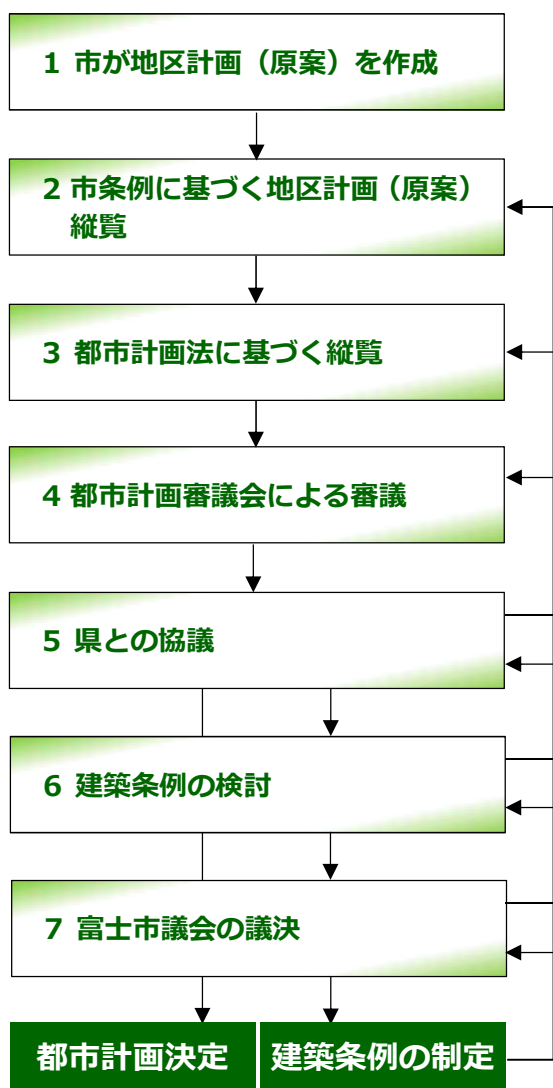 1 市が地区計画（原案）を作成
2 市条例に基づく地区計画（原案）
縦覧
3 都市計画法に基づく縦覧
4 都市計画審議会による審議
5 県との協議
6 建築条例の検討
7 富士市議会の議決
都市計画決定
建築条例の制定